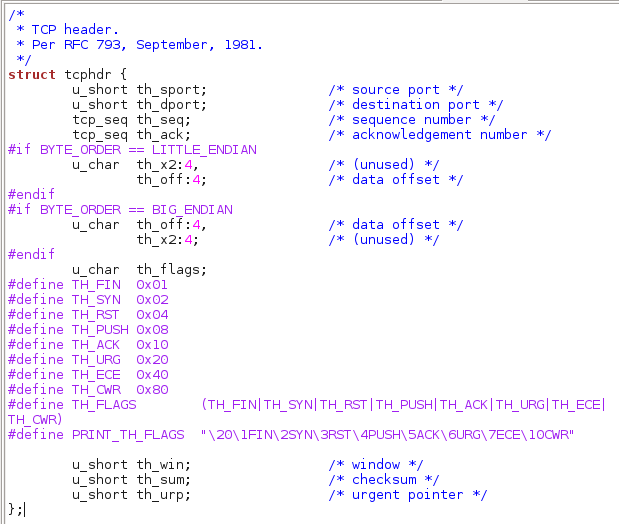 /*
 * TCP header.
 * Per RFC 793, September, 1981.
 */
struct tcphdr {
        u_short th_sport;               /* source port */
        u_short th_dport;               /* destination port */
        tcp_seq th_seq;                 /* sequence number */
        tcp_seq th_ack;                 /* acknowledgement number */
#if BYTE_ORDER == LITTLE_ENDIAN
        u_char  th_x2:4,                /* (unused) */
                th_off:4;               /* data offset */
#endif
#if BYTE_ORDER == BIG_ENDIAN
        u_char  th_off:4,               /* data offset */
                th_x2:4;                /* (unused) */
#endif
        u_char  th_flags;
#define TH_FIN  0x01
#define TH_SYN  0x02
#define TH_RST  0x04
#define TH_PUSH 0x08
#define TH_ACK  0x10
#define TH_URG  0x20
#define TH_ECE  0x40
#define TH_CWR  0x80
#define TH_FLAGS        (TH_FIN|TH_SYN|TH_RST|TH_PUSH|TH_ACK|TH_URG|TH_ECE|
TH_CWR)
#define PRINT_TH_FLAGS  "\20\1FIN\2SYN\3RST\4PUSH\5ACK\6URG\7ECE\10CWR"

        u_short th_win;                 /* window */
        u_short th_sum;                 /* checksum */
        u_short th_urp;                 /* urgent pointer */
};